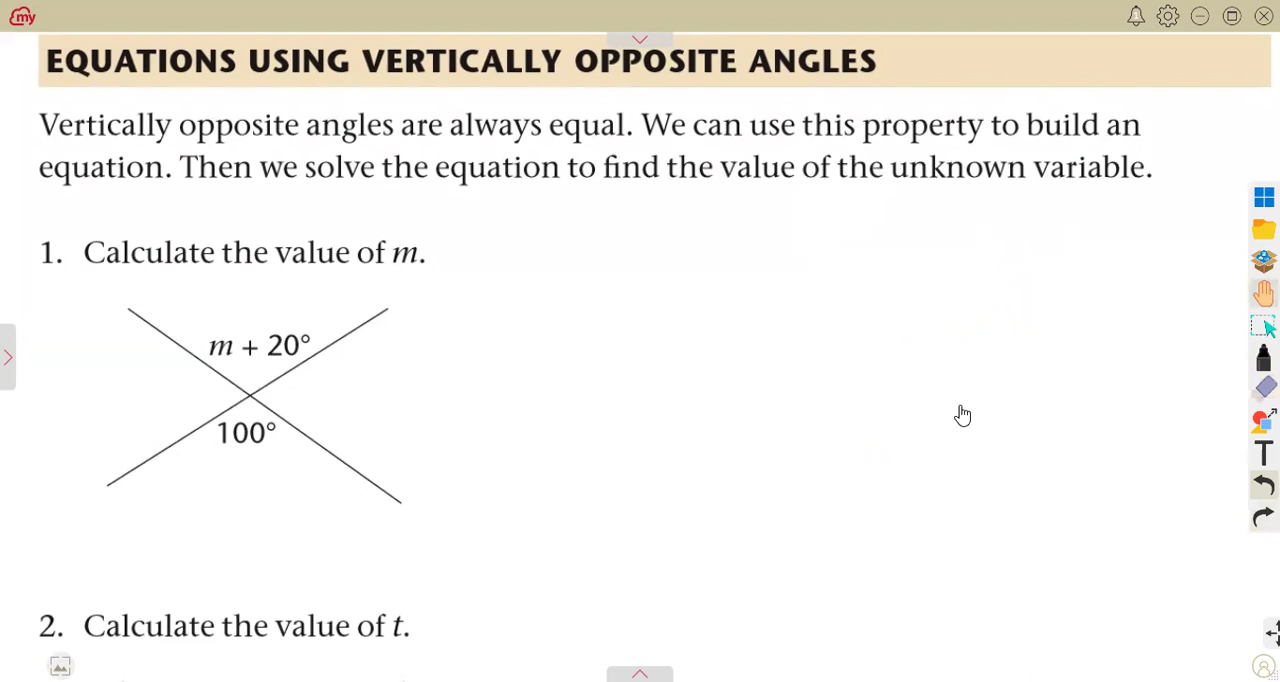 my
EQUATIONS USING VERTICALLY OPPOSITE ANGLES
Vertically opposite angles are always equal. We can use this property to build an
equation. Then we solve the equation to find the value of the unknown variable.
1. Calculate the value of m.
m + 20°
100°
2. Calculate the value of t.
T